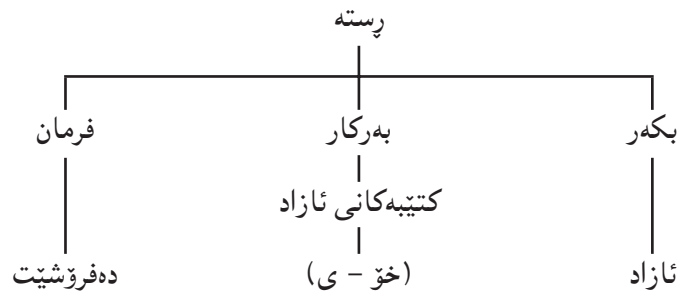 ڕستە
بکەر بەرکار فرمان
کتێبەکانی ئازاد
ئازاد (خۆ – ی) دەفرۆشێت